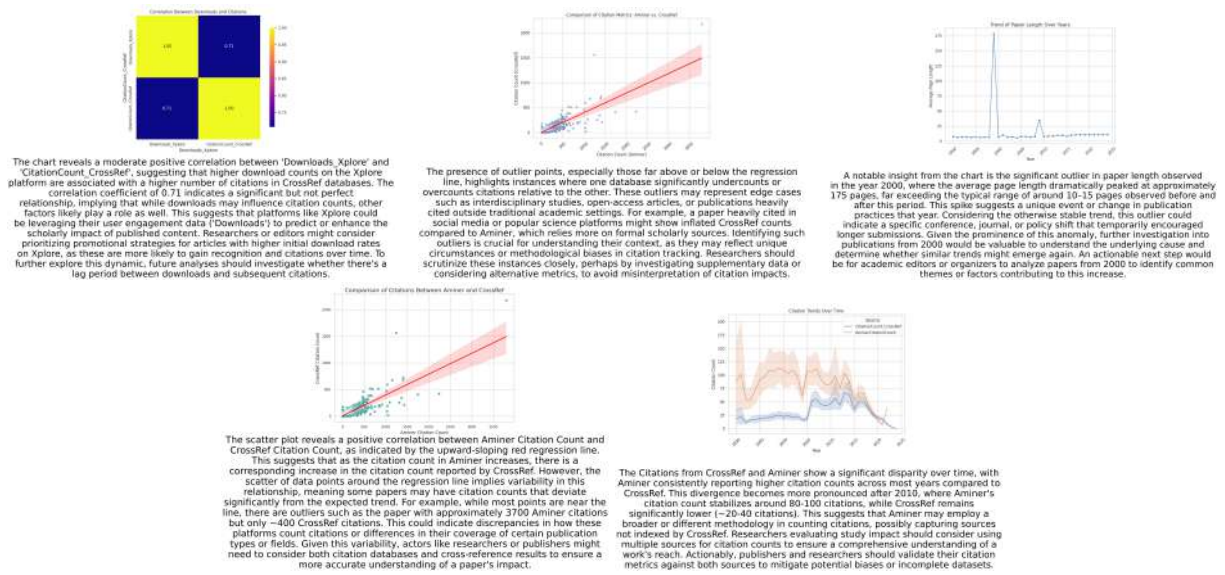 Correlation Between Downloads and Citations
1.00
0.71
0.71
1.00
Downloads_Xplore
CitationCount_CrossRef
Downloads_Xplore
CitationCount_CrossRef
The chart reveals a moderate positive correlation between 'Downloads_Xplore' and
'CitationCount_CrossRef', suggesting that higher download counts on the Xplore
platform are associated with a higher number of citations in CrossRef databases. The
correlation coefficient of 0.71 indicates a significant but not perfect
relationship, implying that while downloads may influence citation counts, other
factors likely play a role as well. This suggests that platforms like Xplore could
be leveraging their user engagement data ('Downloads') to predict or enhance the
scholarly impact of published content. Researchers or editors might consider
prioritizing promotional strategies for articles with higher initial download rates
on Xplore, as these are more likely to gain recognition and citations over time. To
further explore this dynamic, future analyses should investigate whether there's a
lag period between downloads and subsequent citations.
Comparison of Citation Metrics: Aminer vs. CrossRef
Citation Count (CrossRef)
Citation Count (Aminer)
The presence of outlier points, especially those far above or below the regression
line, highlights instances where one database significantly undercounts or
overcounts citations relative to the other. These outliers may represent edge cases
such as interdisciplinary studies, open-access articles, or publications heavily
cited outside traditional academic settings. For example, a paper heavily cited in
social media or popular science platforms might show inflated CrossRef counts
compared to Aminer, which relies more on formal scholarly sources. Identifying such
outliers is crucial for understanding their context, as they may reflect unique
circumstances or methodological biases in citation tracking. Researchers should
scrutinize these instances closely, perhaps by investigating supplementary data or
considering alternative metrics, to avoid misinterpretation of citation impacts.
Trend of Paper Length Over Years
Average Page Length
Year
A notable insight from the chart is the significant outlier in paper length observed
in the year 2000, where the average page length dramatically peaked at approximately
175 pages, far exceeding the typical range of around 10–15 pages observed before and
after this period. This spike suggests a unique event or change in publication
practices that year. Considering the otherwise stable trend, this outlier could
indicate a specific conference, journal, or policy shift that temporarily encouraged
longer submissions. Given the prominence of this anomaly, further investigation into
publications from 2000 would be valuable to understand the underlying cause and
determine whether similar trends might emerge again. An actionable next step would
be for academic editors or organizers to analyze papers from 2000 to identify common
themes or factors contributing to this increase.
Comparison of Citations Between Aminer and CrossRef
CrossRef Citation Count
Aminer Citation Count
The scatter plot reveals a positive correlation between Aminer Citation Count and
CrossRef Citation Count, as indicated by the upward-sloping red regression line.
This suggests that as the citation count in Aminer increases, there is a
corresponding increase in the citation count reported by CrossRef. However, the
scatter of data points around the regression line implies variability in this
relationship, meaning some papers may have citation counts that deviate
significantly from the expected trend. For example, while most points are near the
line, there are outliers such as the paper with approximately 3700 Aminer citations
but only ~400 CrossRef citations. This could indicate discrepancies in how these
platforms count citations or differences in their coverage of certain publication
types or fields. Given this variability, actors like researchers or publishers might
need to consider both citation databases and cross-reference results to ensure a
more accurate understanding of a paper's impact.
Citation Trends Over Time
Citation Count
Year
The Citations from CrossRef and Aminer show a significant disparity over time, with
Aminer consistently reporting higher citation counts across most years compared to
CrossRef. This divergence becomes more pronounced after 2010, where Aminer's
citation count stabilizes around 80-100 citations, while CrossRef remains
significantly lower (~20-40 citations). This suggests that Aminer may employ a
broader or different methodology in counting citations, possibly capturing sources
not indexed by CrossRef. Researchers evaluating study impact should consider using
multiple sources for citation counts to ensure a comprehensive understanding of a
work's reach. Actionably, publishers and researchers should validate their citation
metrics against both sources to mitigate potential biases or incomplete datasets.